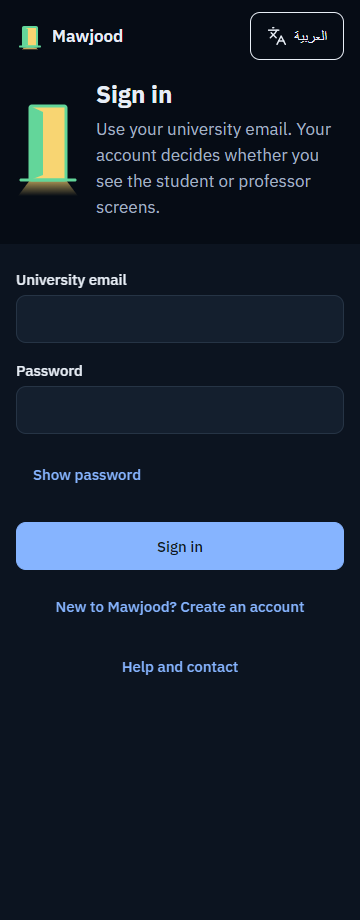 Mawjood
العربية
Sign in
Use your university email. Your
account decides whether you
see the student or professor
screens.
University email
Password
Show password
Sign in
New to Mawjood? Create an account
Help and contact